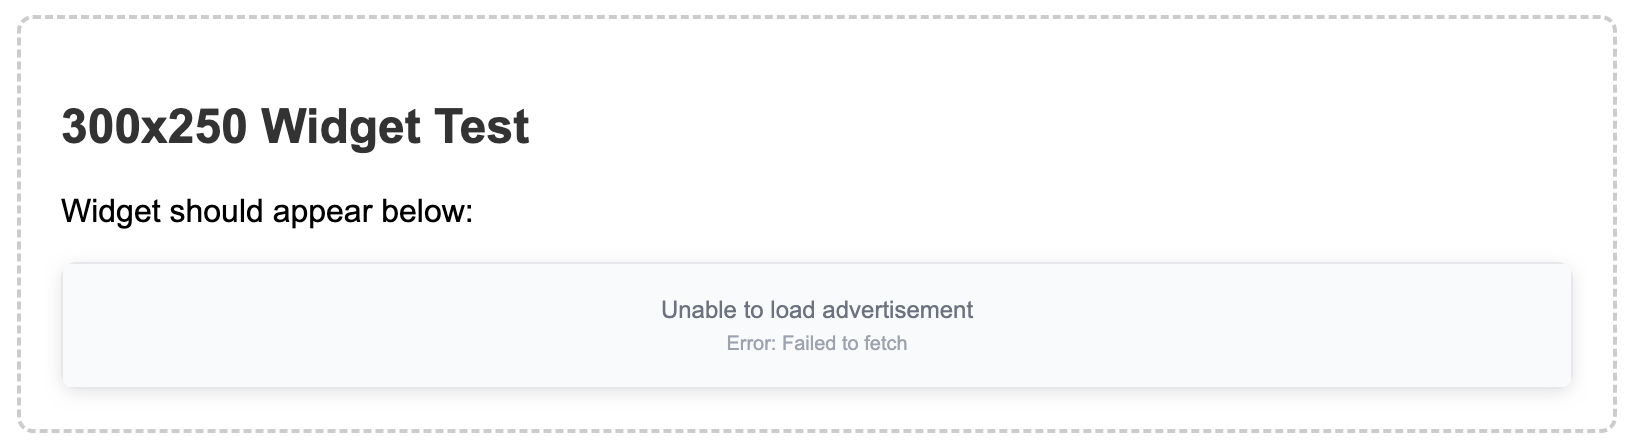 300x250 Widget Test
Widget should appear below:
Unable to load advertisement
Error: Failed to fetch